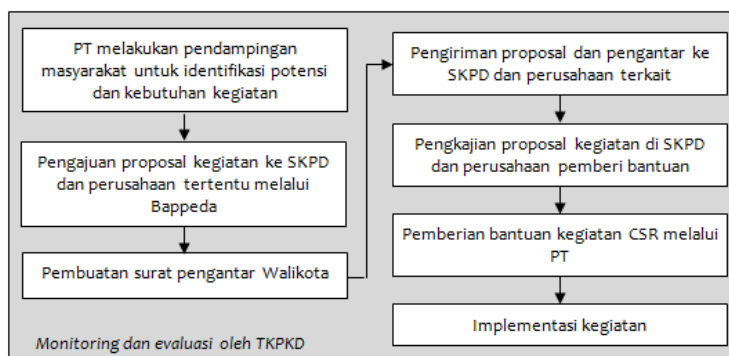 PT melakukan pendampingan
masyarakat untuk identifikasi potensi
dan kebutuhan kegiatan
Pengajuan proposal kegiatan ke SKPD
dan perusahaan tertentu melalui
Bappeda
Pembuatan surat pengantar Walikota
Pengiriman proposal dan pengantar ke
SKPD dan perusahaan terkait
Pengkajian proposal kegiatan di SKPD
dan perusahaan pemberi bantuan
Pemberian bantuan kegiatan CSR melalui
PT
Implementasi kegiatan
Monitoring dan evaluasi oleh TKPKD